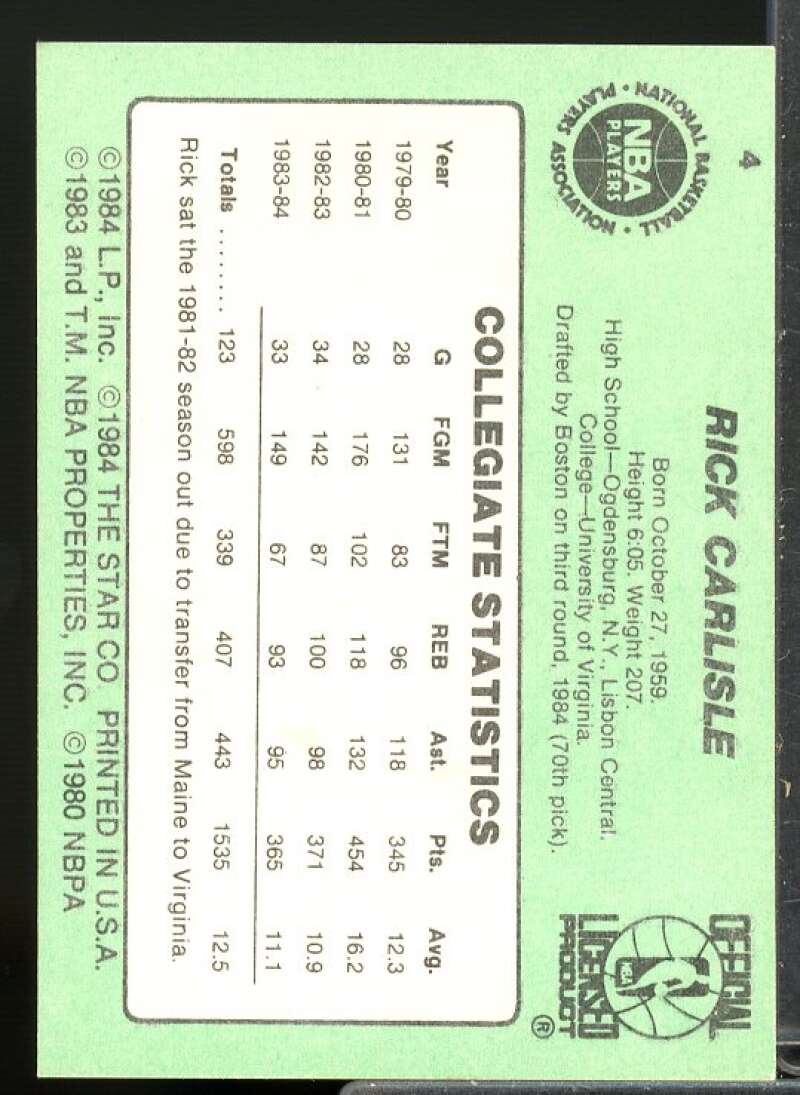 4
NATIONAL BASKETBALL
PLAYERS ASSOCIATION
NBA
PLAYERS
RICK CARLISLE
Born October 27, 1959.
Height 6:05. Weight 207.
High School—Ogdensburg, N.Y., Lisbon Central.
College—University of Virginia.
Drafted by Boston on third round, 1984 (70th pick).
OFFICIAL
NBA
LICENSED
PRODUCT
®
COLLEGIATE STATISTICS
Year G FGM FTM REB Ast. Pts. Avg.
1979-80 28 131 83 96 118 345 12.3
1980-81 28 176 102 118 132 454 16.2
1982-83 34 142 87 100 98 371 10.9
1983-84 33 149 67 93 95 365 11.1
Totals ........ 123 598 339 407 443 1535 12.5
Rick sat the 1981-82 season out due to transfer from Maine to Virginia.
©1984 L.P., Inc. ©1984 THE STAR CO. PRINTED IN U.S.A.
©1983 and T.M. NBA PROPERTIES, INC. ©1980 NBPA